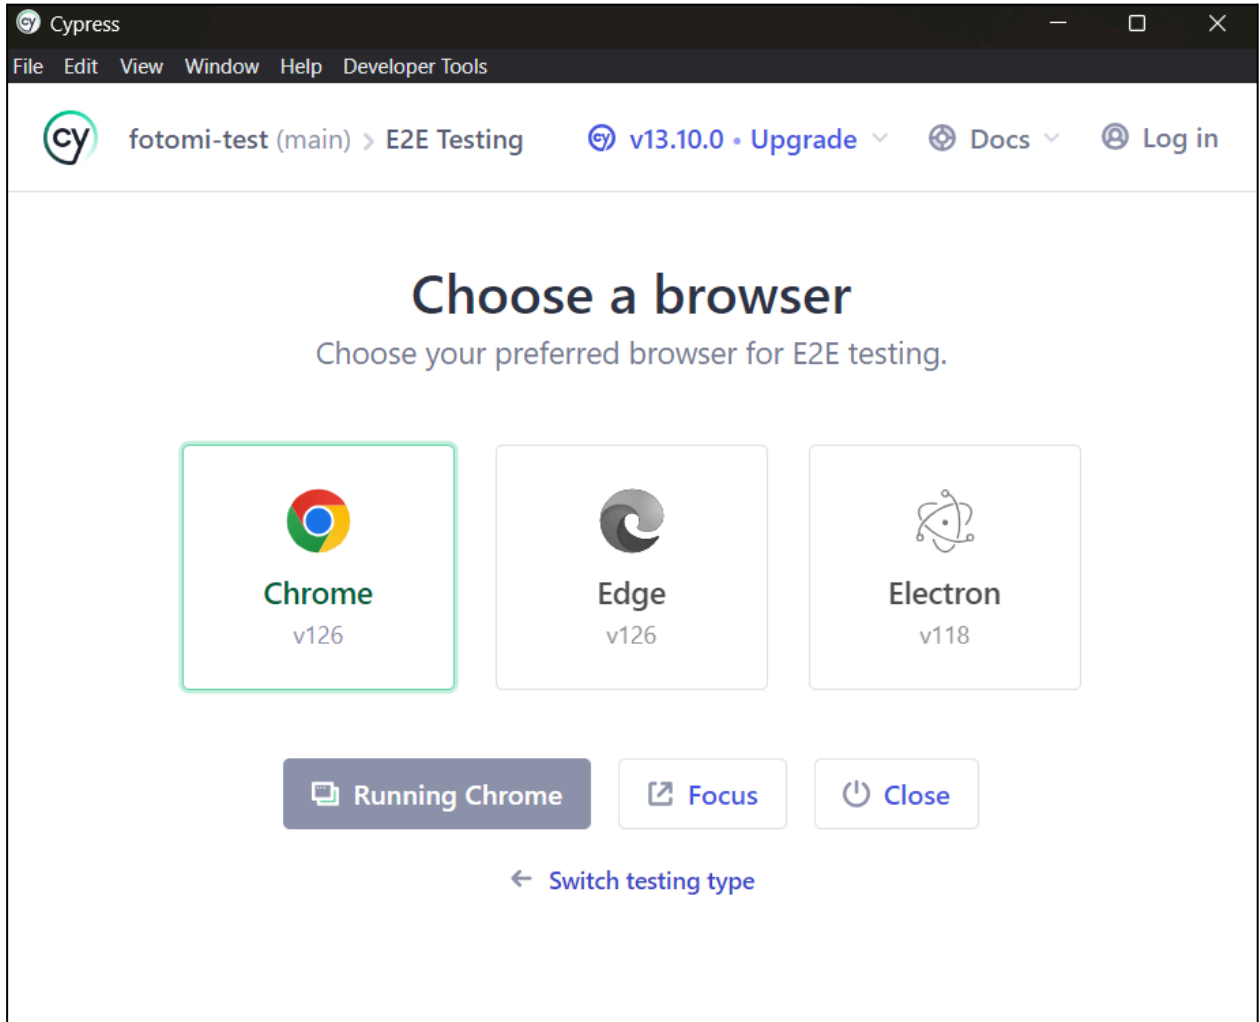 Cypress
File Edit View Window Help Developer Tools
cy fotomi-test (main) > E2E Testing cy v13.10.0 • Upgrade Docs Log in
Choose a browser
Choose your preferred browser for E2E testing.
Chrome Edge Electron
v126 v126 v118
Running Chrome Focus Close
← Switch testing type